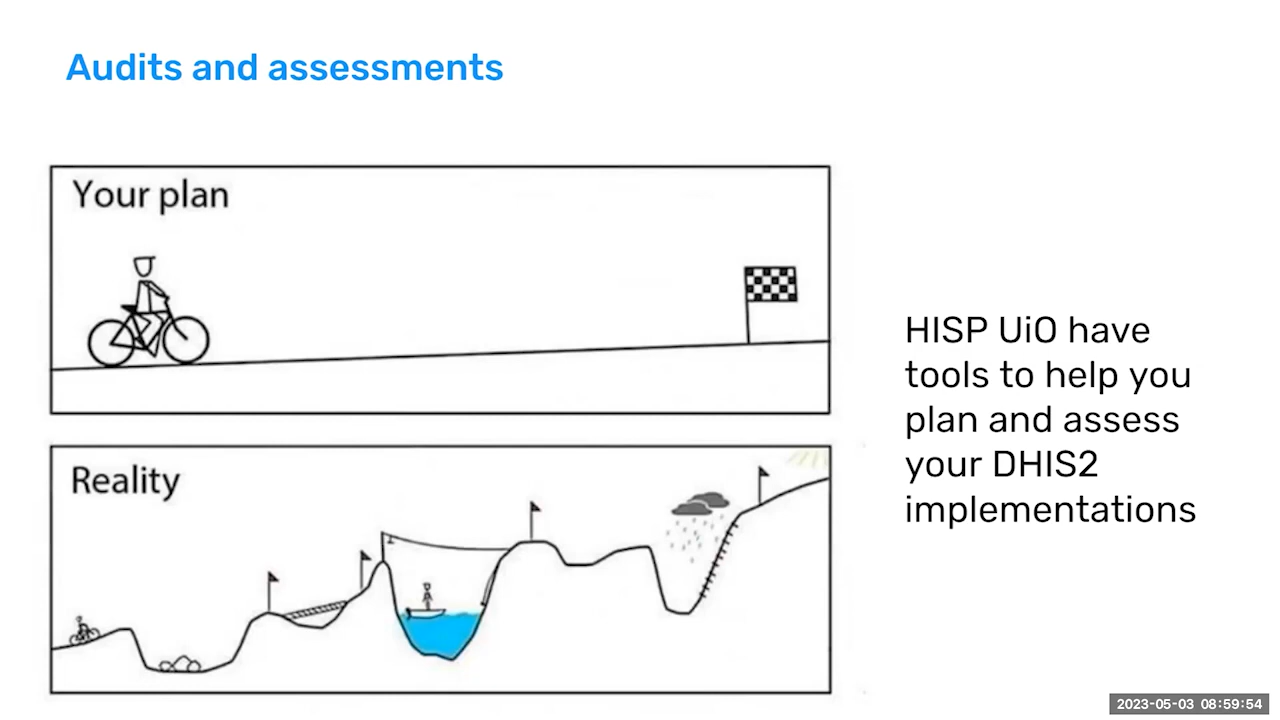 Audits and assessments
Your plan
Reality
HISP UiO have
tools to help you
plan and assess
your DHIS2
implementations
2023-05-03 08:59:54